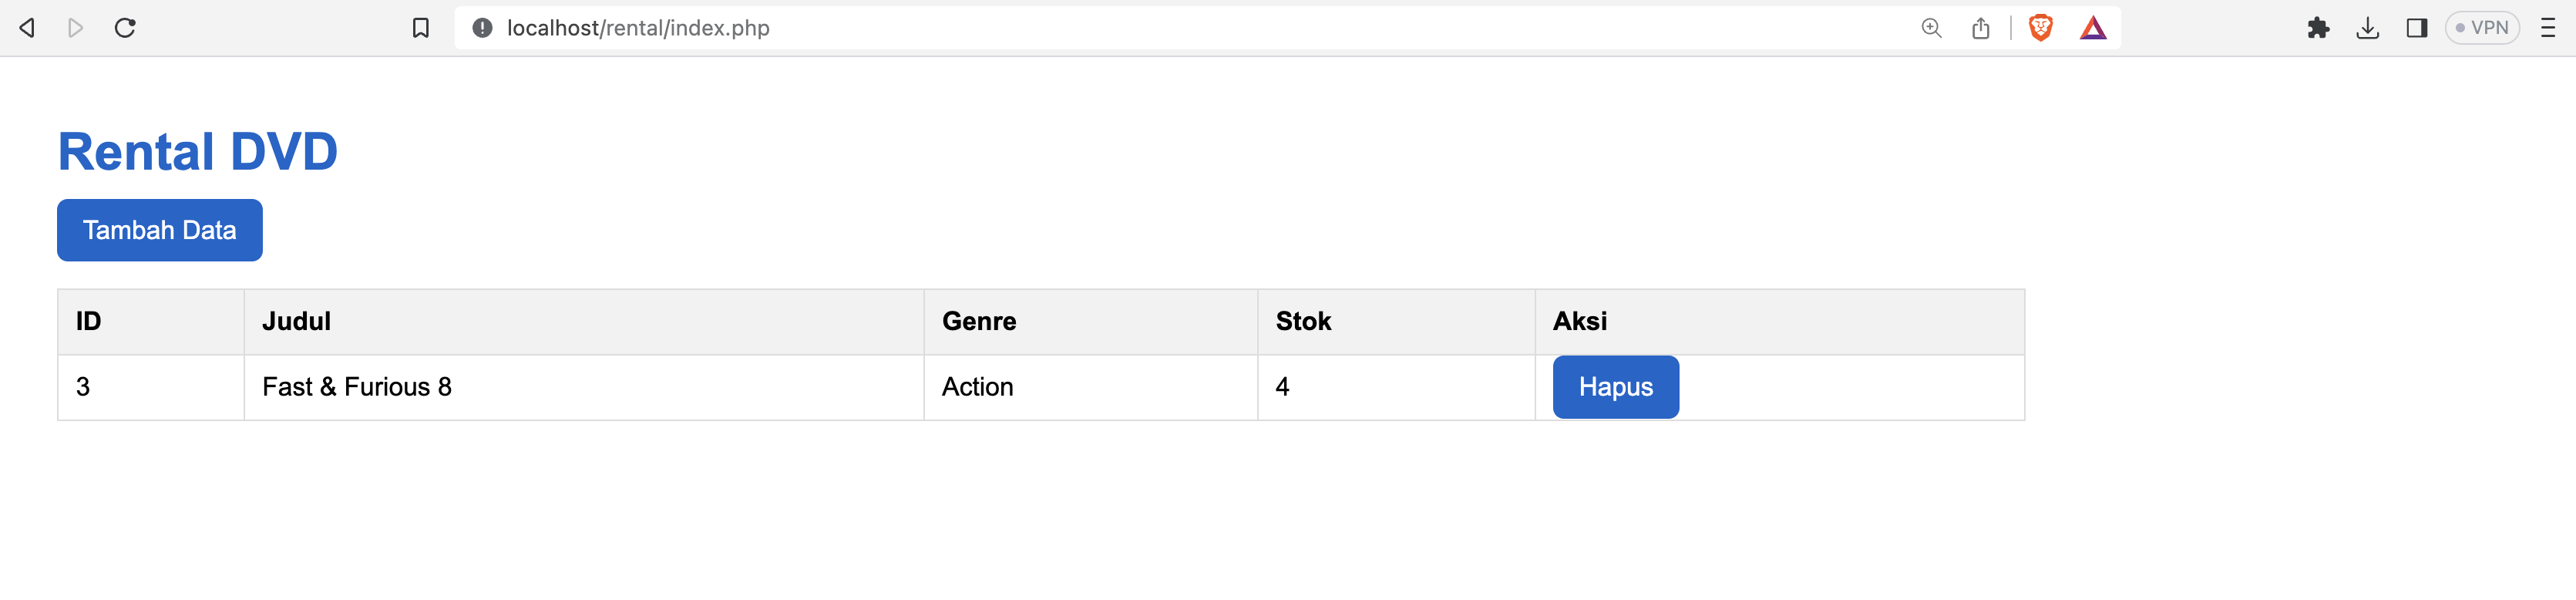 localhost/rental/index.php
VPN
Rental DVD
Tambah Data
ID Judul Genre Stok Aksi
3 Fast & Furious 8 Action 4 Hapus